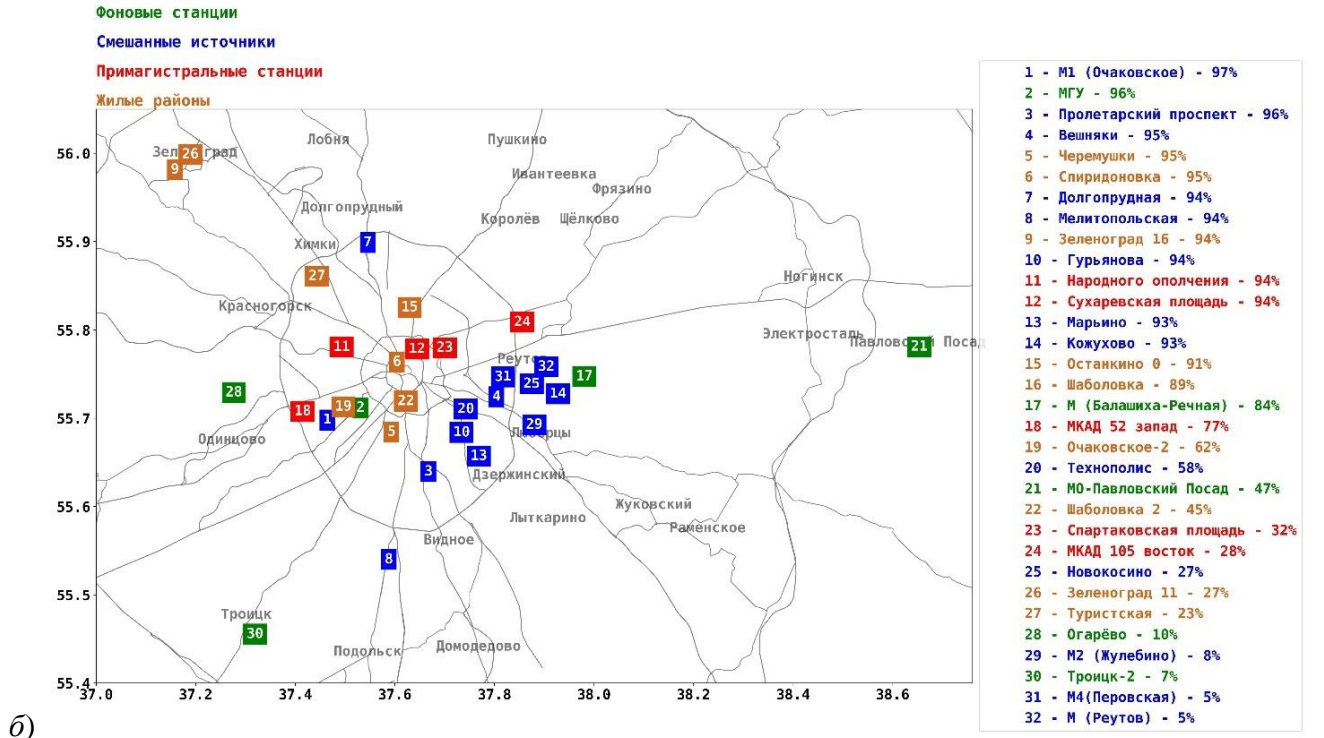 Фоновые станции
Смешанные источники
Примагистральные станции
Жилые районы
1 - М1 (Очаковское) - 97%
2 - МГУ - 96%
3 - Пролетарский проспект - 96%
4 - Вешняки - 95%
5 - Черемушки - 95%
6 - Спиридоновка - 95%
7 - Долгопрудная - 94%
8 - Мелитопольская - 94%
9 - Зеленоград 16 - 94%
10 - Гурьянова - 94%
11 - Народного ополчения - 94%
12 - Сухаревская площадь - 94%
13 - Марьино - 93%
14 - Кожухово - 93%
15 - Останкино 0 - 91%
16 - Шаболовка - 89%
17 - М (Балашиха-Речная) - 84%
18 - МКАД 52 запад - 77%
19 - Очаковское-2 - 62%
20 - Технополис - 58%
21 - МО-Павловский Посад - 47%
22 - Шаболовка 2 - 45%
23 - Спартаковская площадь - 32%
24 - МКАД 105 восток - 28%
25 - Новокосино - 27%
26 - Зеленоград 11 - 27%
27 - Туристская - 23%
28 - Огарёво - 10%
29 - М2 (Жулебино) - 8%
30 - Троицк-2 - 7%
31 - М4(Перовская) - 5%
32 - М (Реутов) - 5%
56.0
55.9
55.8
55.7
55.6
55.5
55.4
37.0 37.2 37.4 37.6 37.8 38.0 38.2 38.4 38.6
Лобня
Пушкино
26
9
Ивантеевка
Фрязино
Долгопрудный
Королёв
Щёлково
Химки
7
27
Ногинск
Красногорск
15
24
Электросталь
11
12
23
21
6
32
31
17
25
28
4
14
22
19
2
20
18
1
29
5
10
Одинцово
13
3
Дзержинский
Жуковский
Лыткарино
Раменское
Видное
8
Троицк
30
Подольск
Домодедово
б)